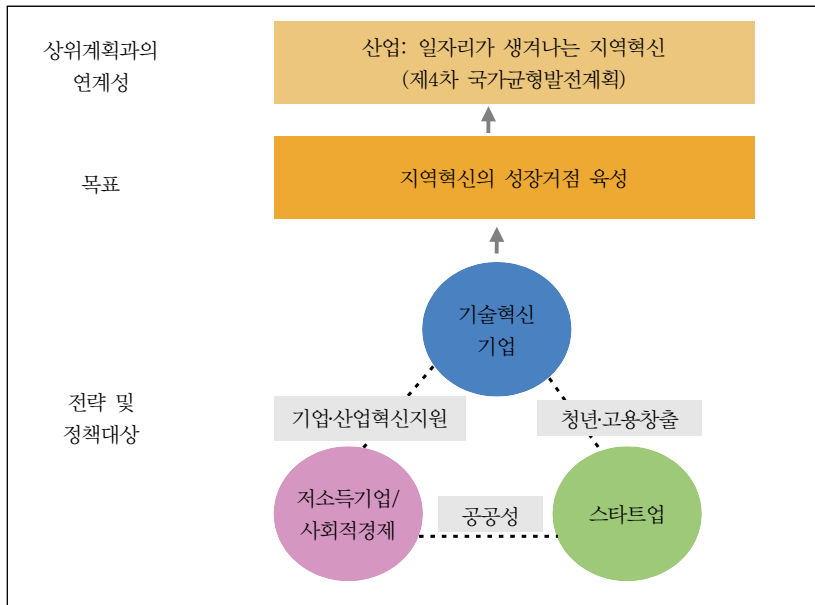 상위계획과의
연계성
산업: 일자리가 생겨나는 지역혁신
(제4차 국가균형발전계획)
목표
지역혁신의 성장거점 육성
기술혁신
기업
전략 및
정책대상
기업·산업혁신지원
청년·고용창출
저소득기업/
사회적경제
공공성
스타트업